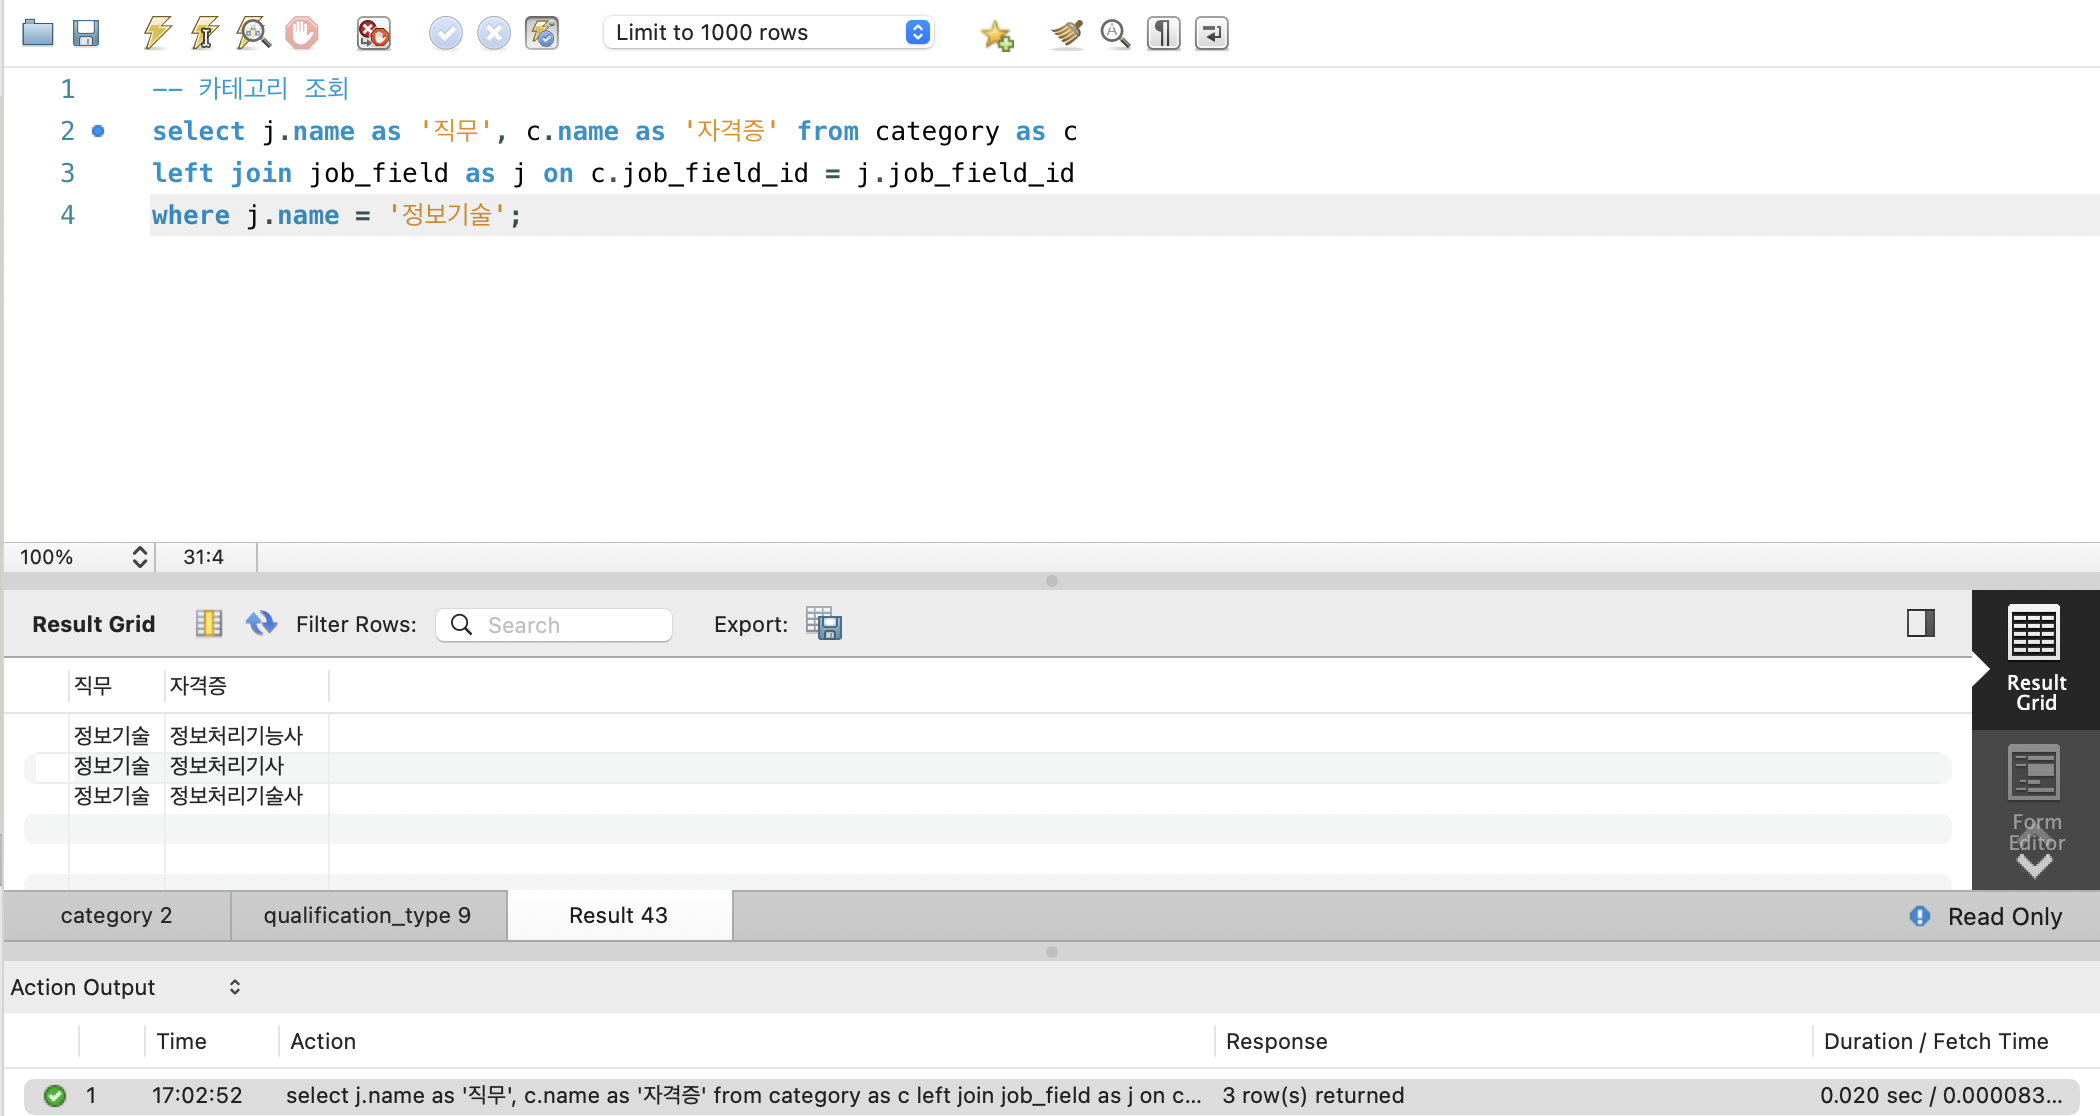 Limit to 1000 rows
1 -- 카테고리 조회
2 select j.name as '직무', c.name as '자격증' from category as c
3 left join job_field as j on c.job_field_id = j.job_field_id
4 where j.name = '정보기술';
100% 31:4
Result Grid Filter Rows: Search Export:
Result Grid
Form Editor
직무 자격증
정보기술 정보처리기능사
정보기술 정보처리기사
정보기술 정보처리기술사
category 2 qualification_type 9 Result 43 Read Only
Action Output
Time Action Response Duration / Fetch Time
1 17:02:52 select j.name as '직무', c.name as '자격증' from category as c left join job_field as j on c... 3 row(s) returned 0.020 sec / 0.000083...